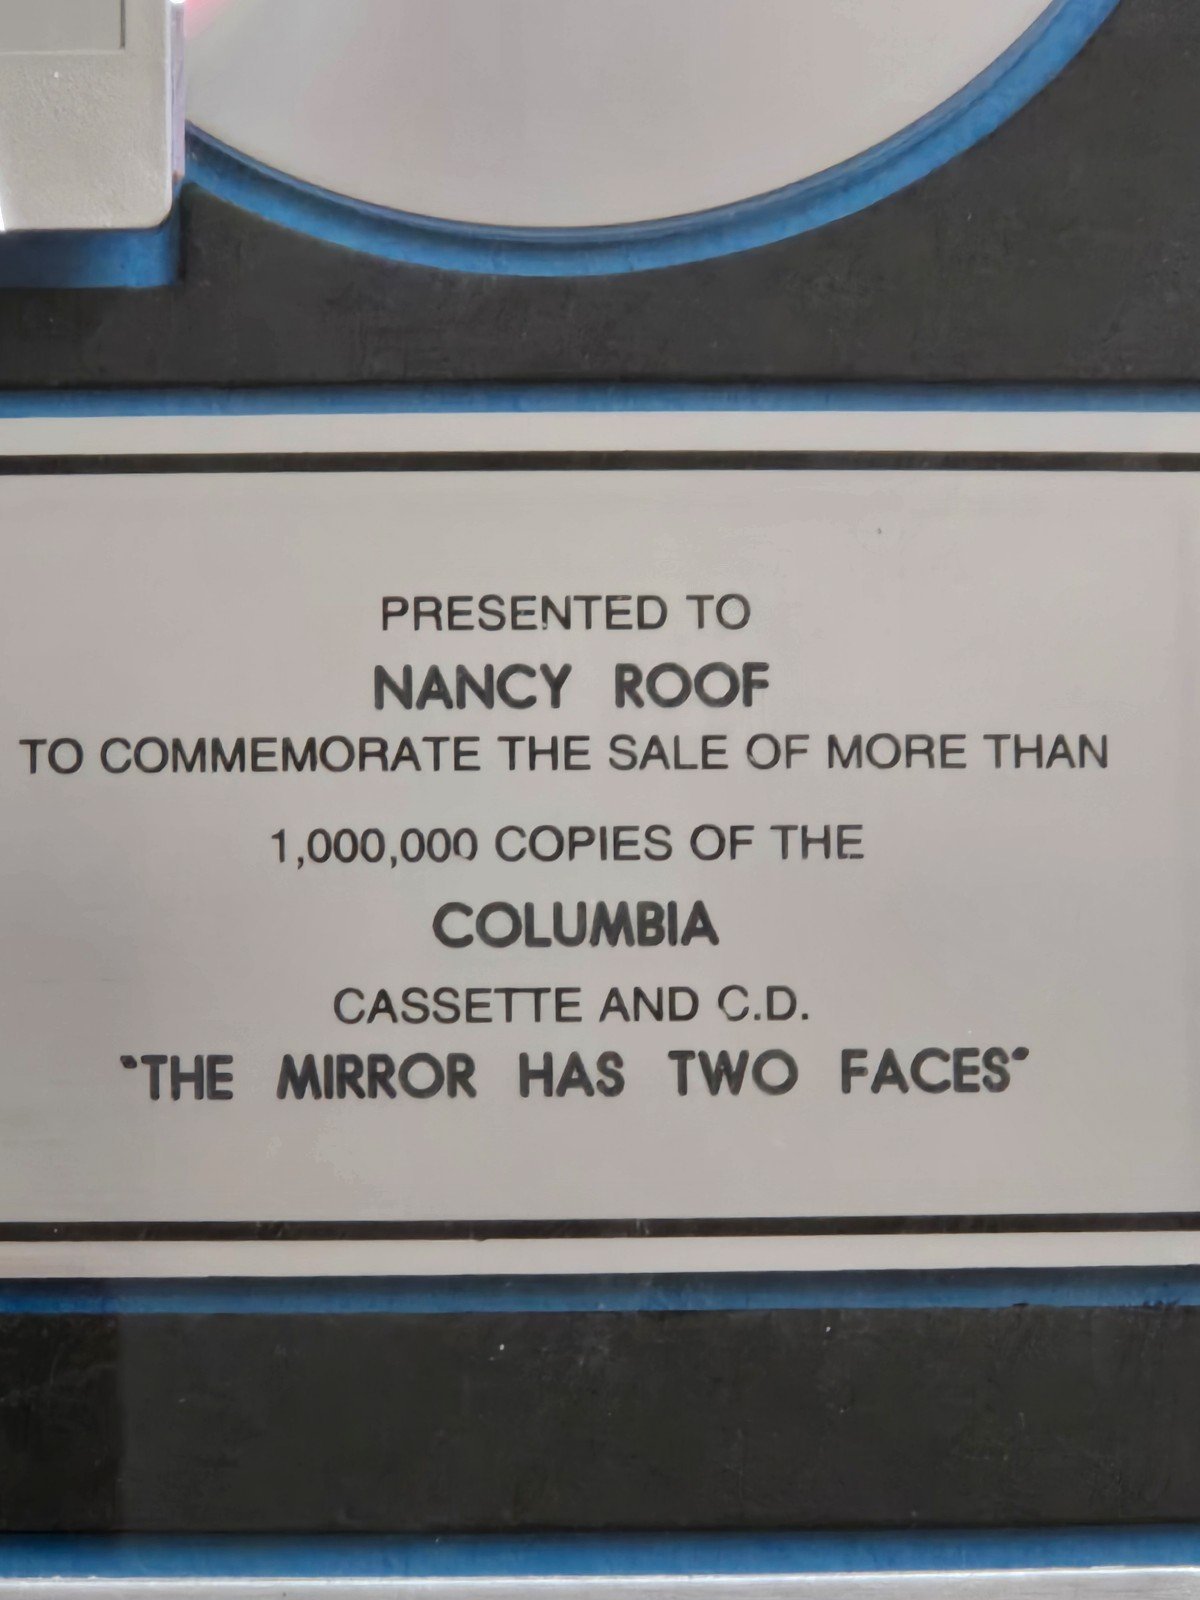 PRESENTED TO
NANCY ROOF
TO COMMEMORATE THE SALE OF MORE THAN
1,000,000 COPIES OF THE
COLUMBIA
CASSETTE AND C.D.
"THE MIRROR HAS TWO FACES"